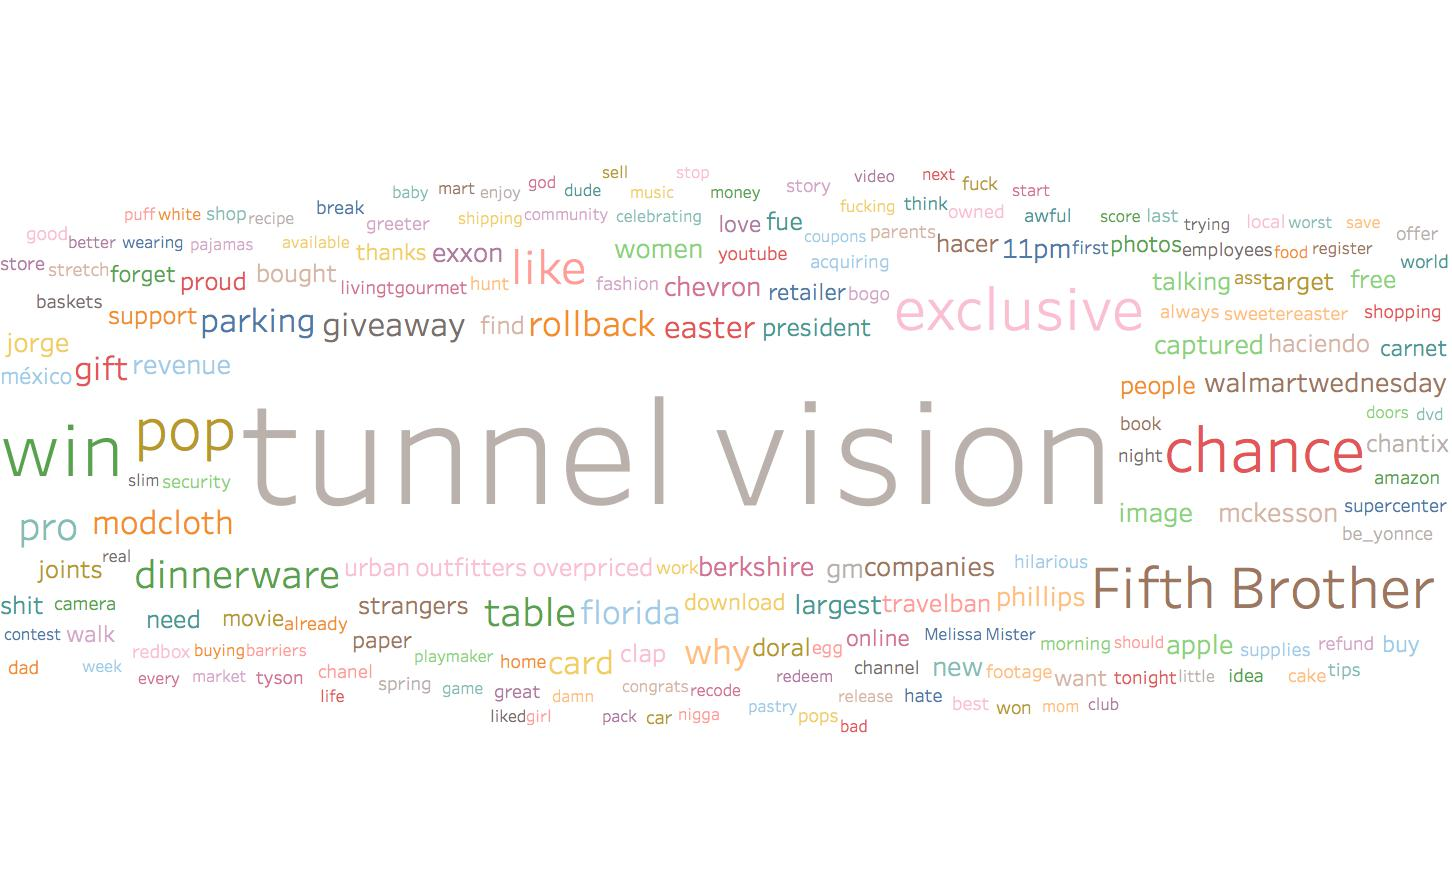 sell stop
baby mart enjoy god dude music money story video next fuck start
puff white shop recipe break greeter shipping community celebrating love fue fucking think owned awful score last trying local worst save offer
good better wearing pajamas available thanks exxon like women youtube coupons parents hacer 11pm first photos employees food register world
store stretch forget proud bought livingtgourmet hunt fashion chevron retailer bogo acquiring exclusive talking ass target free
baskets support parking giveaway find rollback easter president always sweetereaster shopping
jorge captured haciendo carnet
méxico gift revenue people walmartwednesday
win pop tunnel vision book chance doors dvd
slim security night chantix amazon
pro modcloth image mckesson supercenter
be_yonnce
joints real dinnerware urban outfitters overpriced work berkshire gm companies hilarious Fifth Brother
shit camera need movie already strangers table florida download largest travelban phillips
contest walk redbox buying barriers paper playmaker home card clap why doral egg online Melissa Mister morning should apple supplies refund buy
dad week every market tyson chanel spring game great damn congrats recode redeem channel new footage want tonight little idea cake tips
life liked girl pack car nigga pastry pops release hate best won mom club
bad